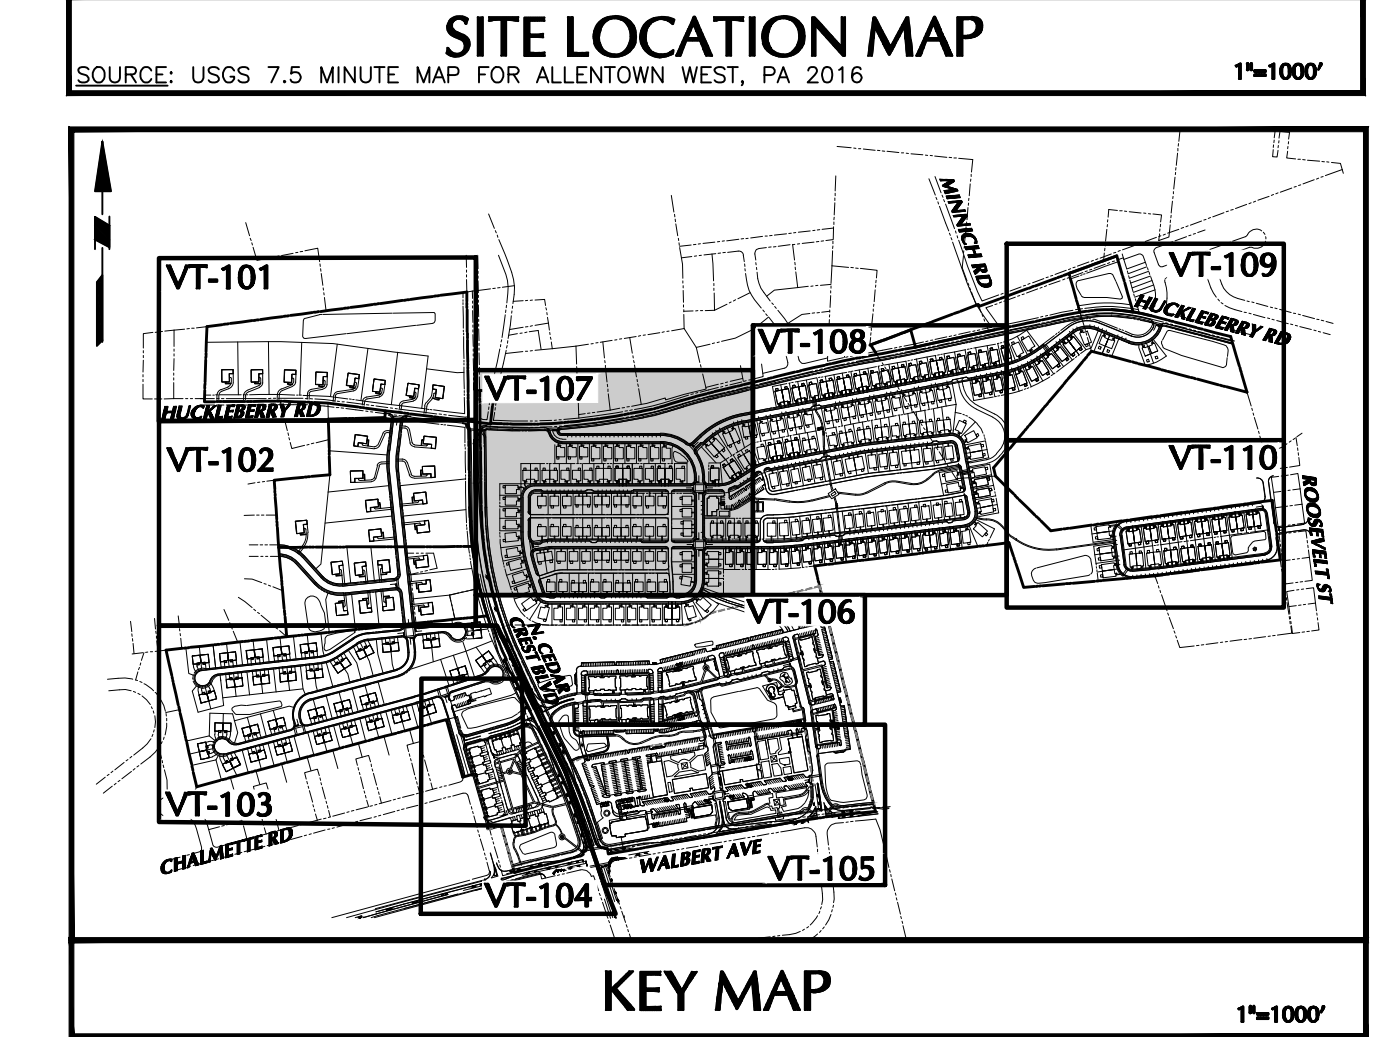 SITE LOCATION MAP
SOURCE: USGS 7.5 MINUTE MAP FOR ALLENTOWN WEST, PA 2016
1"=1000'
MINNICH RD
VT-101
VT-109
HUCKLEBERRY RD
VT-108
VT-107
HUCKLEBERRY RD
VT-102
VT-110
ROOSEVELT ST
VT-106
N. CEDAR
CREST BLVD
VT-103
CHALMETTE RD
WALBERT AVE
VT-105
VT-104
KEY MAP
1"=1000'